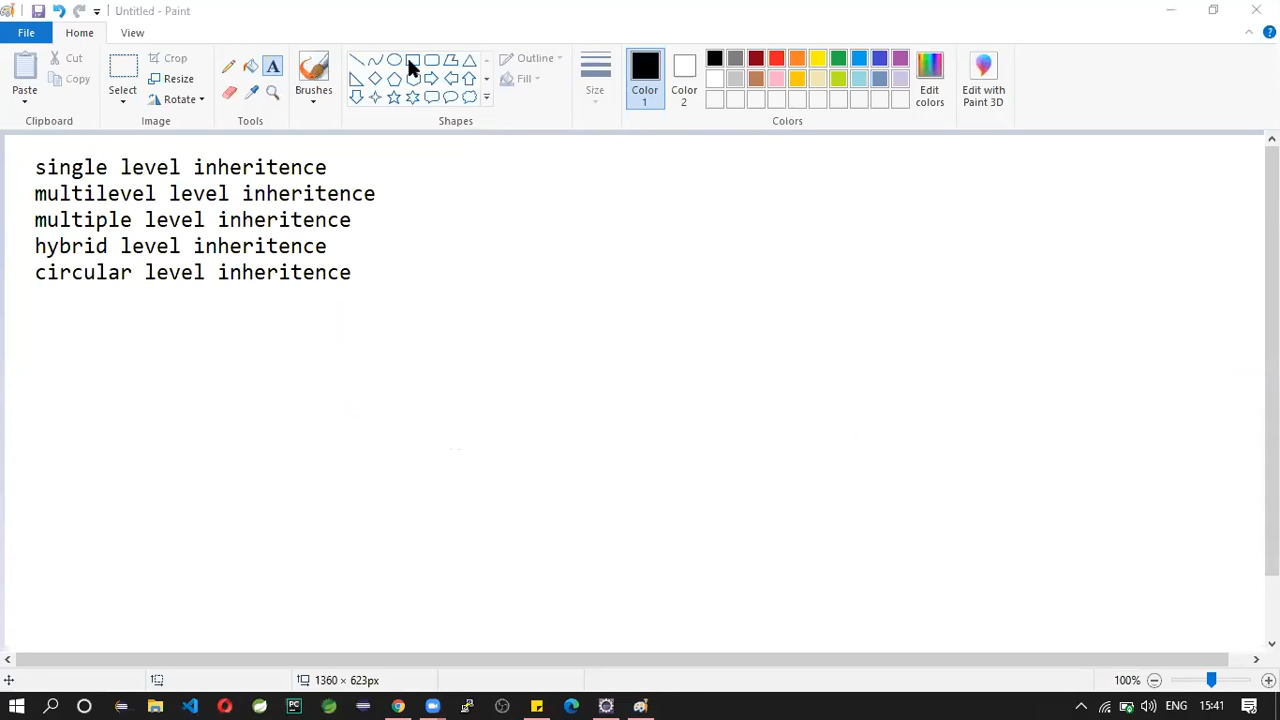 Untitled - Paint
File
Home
View
Paste
Cut
Copy
Clipboard
Select
Crop
Resize
Rotate
Image
A
Tools
Brushes
Shapes
Outline
Fill
Size
Color 1
Color 2
Colors
Edit colors
Edit with Paint 3D
single level inheritence
multilevel level inheritence
multiple level inheritence
hybrid level inheritence
circular level inheritence
1360 × 623px
100%
PC
ENG
15:41